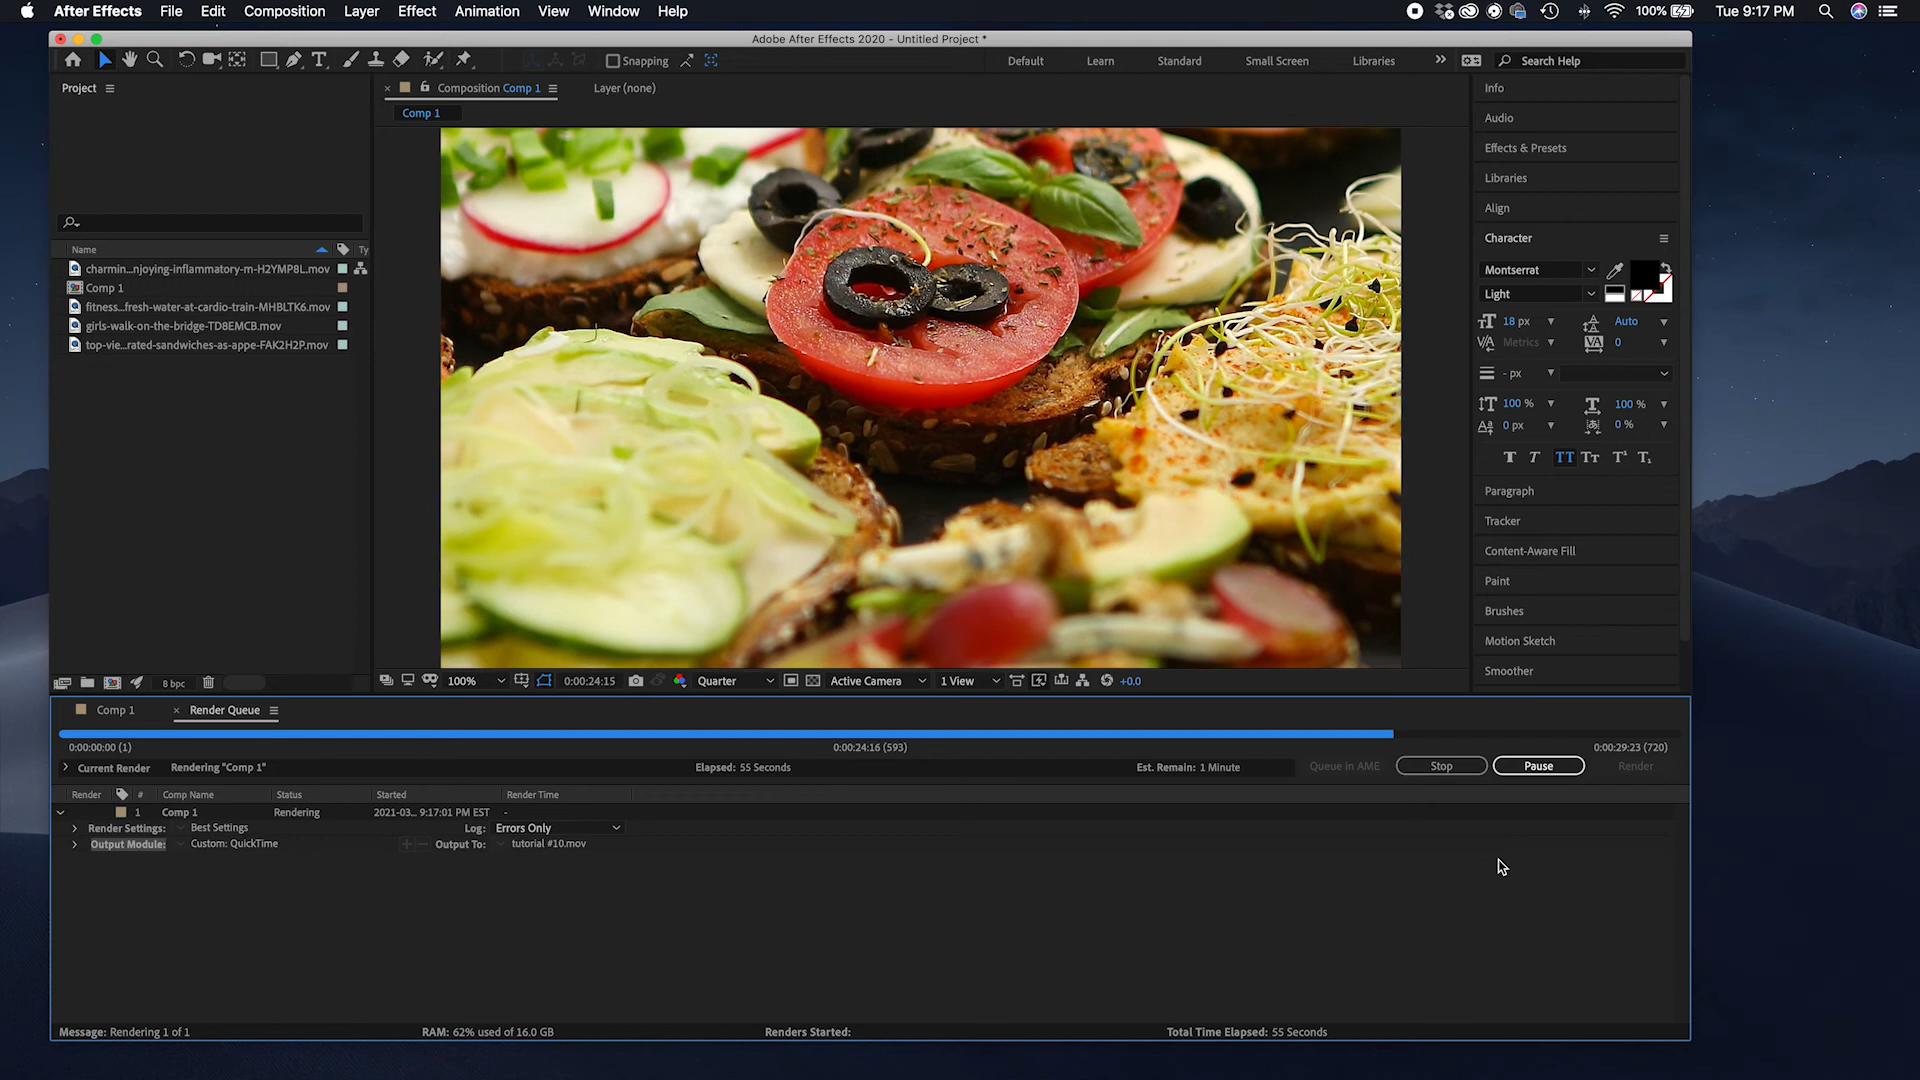 After Effects File Edit Composition Layer Effect Animation View Window Help 100% Tue 9:17 PM
Adobe After Effects 2020 - Untitled Project *
Snapping Default Learn Standard Small Screen Libraries Search Help
Project
Composition Comp 1 Layer (none)
Comp 1
Name Ty
charmin...njoying-inflammatory-m-H2YMP8L.mov
Comp 1
fitness...fresh-water-at-cardio-train-MHBLTK6.mov
girls-walk-on-the-bridge-TD8EMCB.mov
top-vie...rated-sandwiches-as-appe-FAK2H2P.mov
8 bpc
100% 0:00:24:15 Quarter Active Camera 1 View +0.0
Info
Audio
Effects & Presets
Libraries
Align
Character
Montserrat
Light
18 px Auto
Metrics 0
- px
100 % 100 %
0 px 0 %
Paragraph
Tracker
Content-Aware Fill
Paint
Brushes
Motion Sketch
Smoother
Comp 1 Render Queue
0:00:00:00 (1) 0:00:24:16 (593) 0:00:29:23 (720)
Current Render Rendering "Comp 1" Elapsed: 55 Seconds Est. Remain: 1 Minute Queue in AME Stop Pause Render
Render # Comp Name Status Started Render Time
1 Comp 1 Rendering 2021-03... 9:17:01 PM EST -
Render Settings: Best Settings Log: Errors Only
Output Module: Custom: QuickTime Output To: tutorial #10.mov
Message: Rendering 1 of 1 RAM: 62% used of 16.0 GB Renders Started: Total Time Elapsed: 55 Seconds